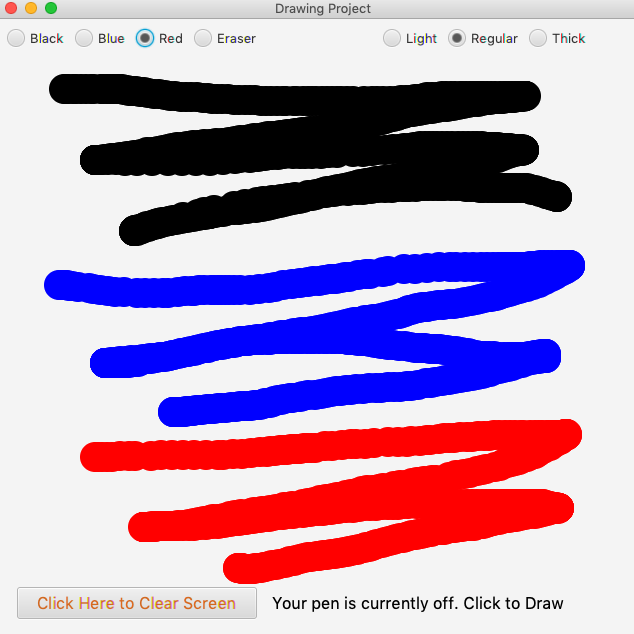 Drawing Project
Black Blue Red Eraser Light Regular Thick
Click Here to Clear Screen Your pen is currently off. Click to Draw